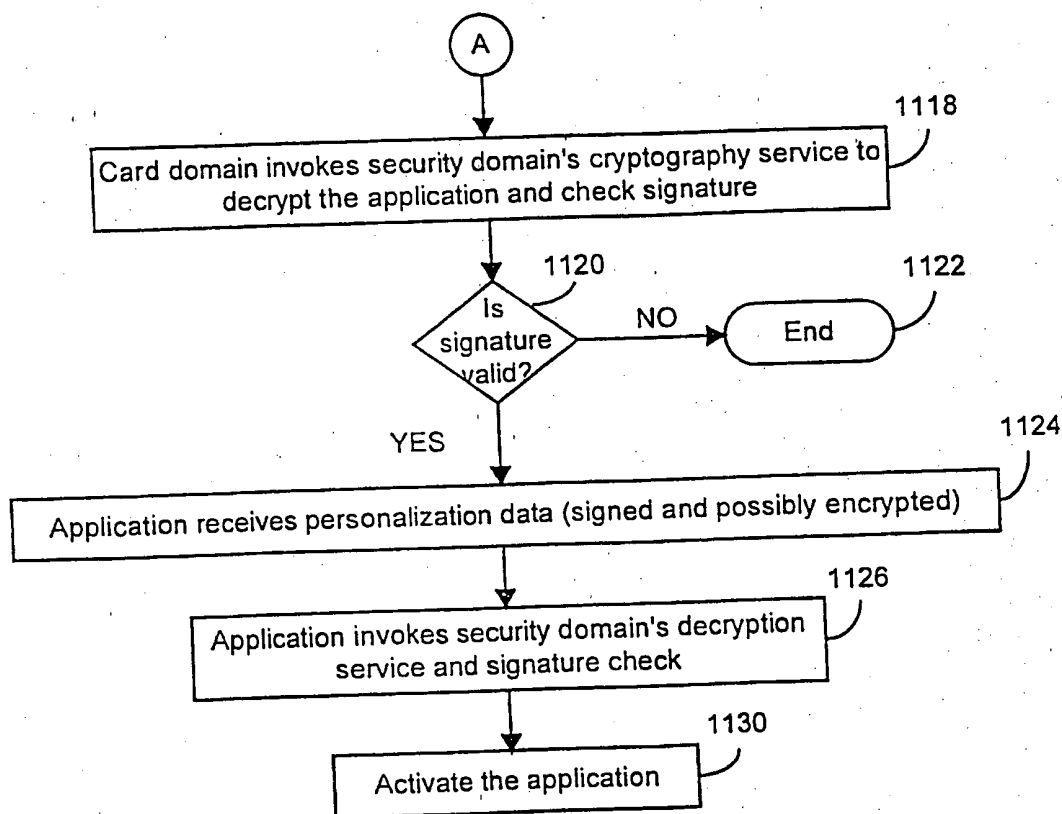 A
1118
Card domain invokes security domain's cryptography service to
decrypt the application and check signature
1120
1122
Is
signature
valid?
NO
End
YES
1124
Application receives personalization data (signed and possibly encrypted)
1126
Application invokes security domain's decryption
service and signature check
1130
Activate the application